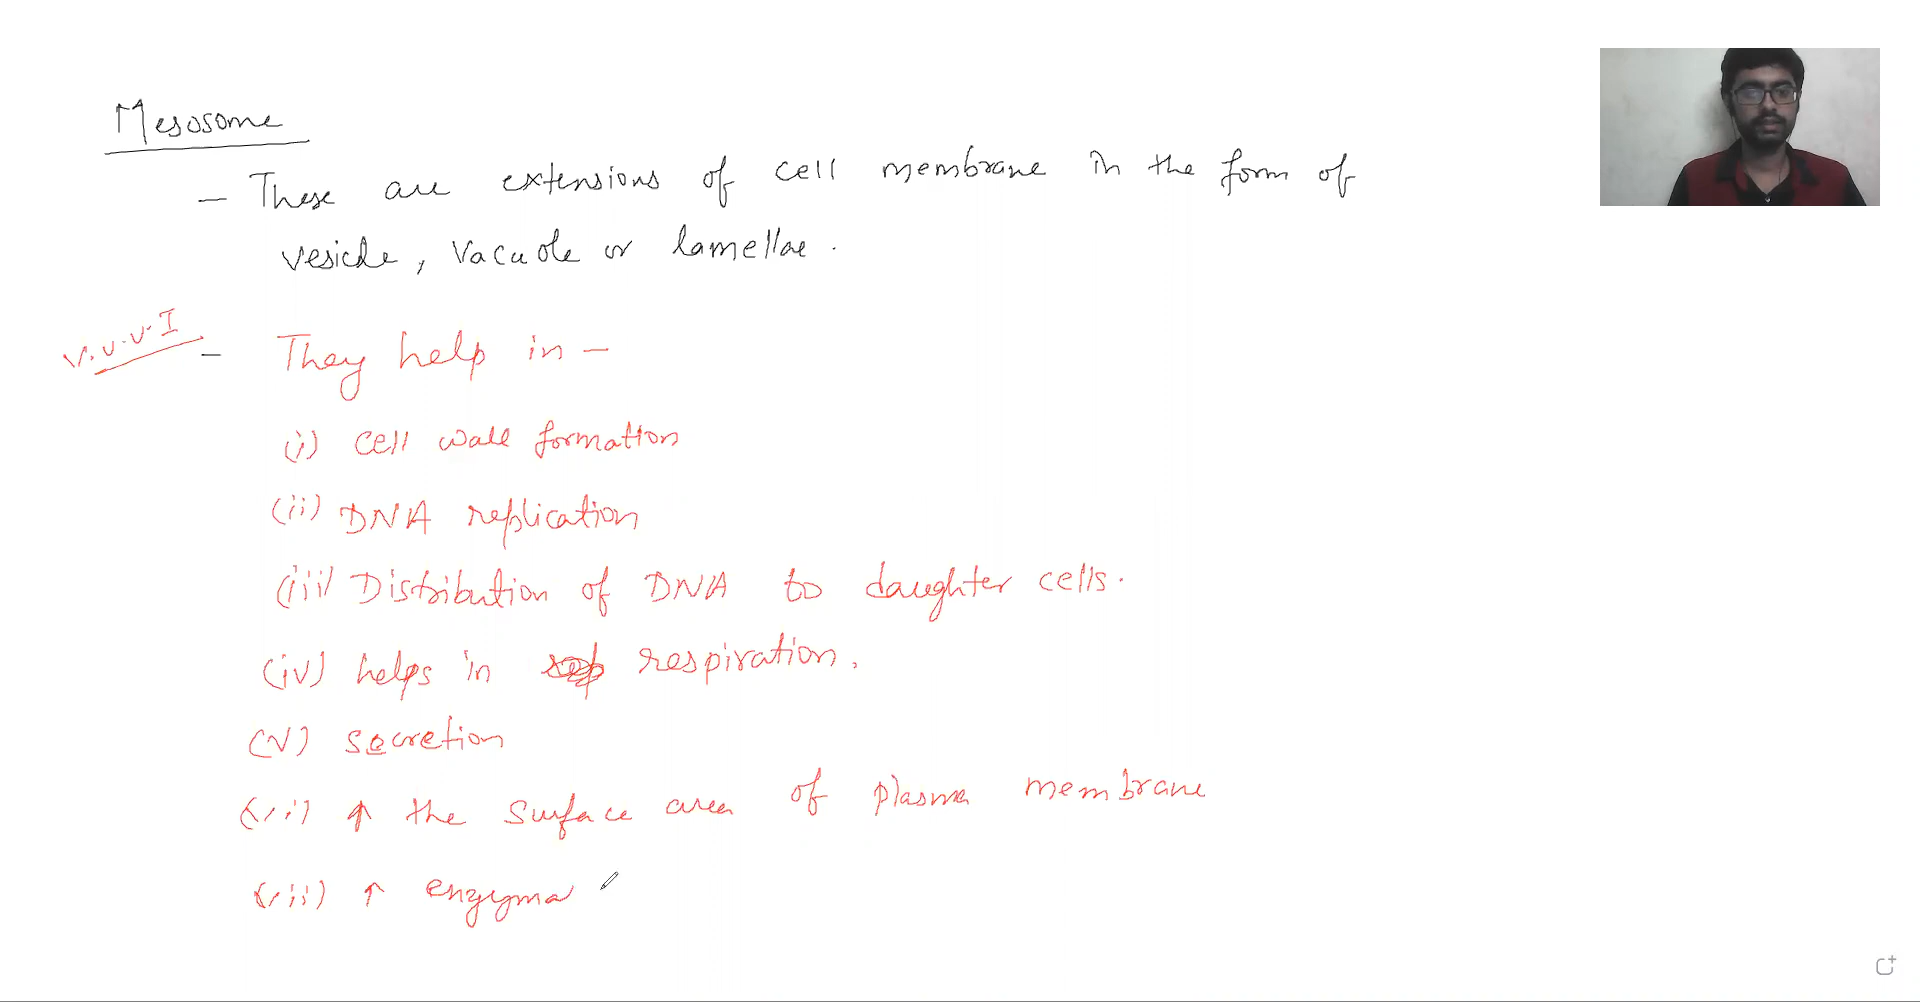 Mesosome
- These are extensions of cell membrane in the form of
vesicle, vacuole or lamellae.
v.v.v.I - They help in -
(i) cell wall formation
(ii) DNA replication
(iii) Distribution of DNA to daughter cells.
(iv) helps in respiration.
(v) secretion
(vi) ↑ the surface area of plasma membrane
(vii) ↑ enzyma